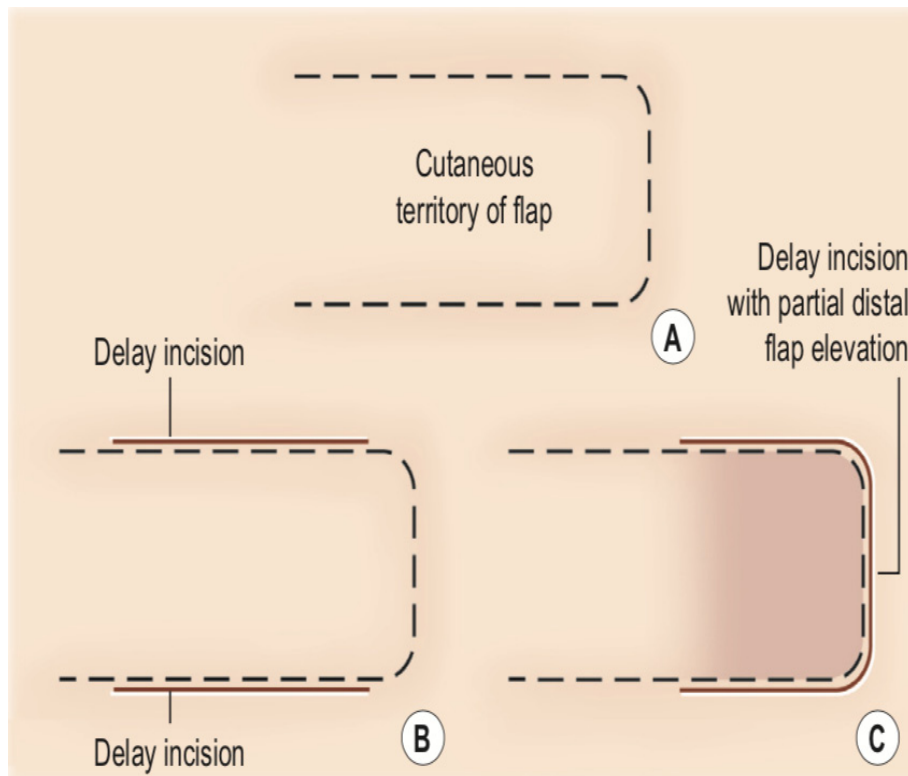 Cutaneous
territory of flap
A
Delay incision
with partial distal
flap elevation
Delay incision
Delay incision
B
C